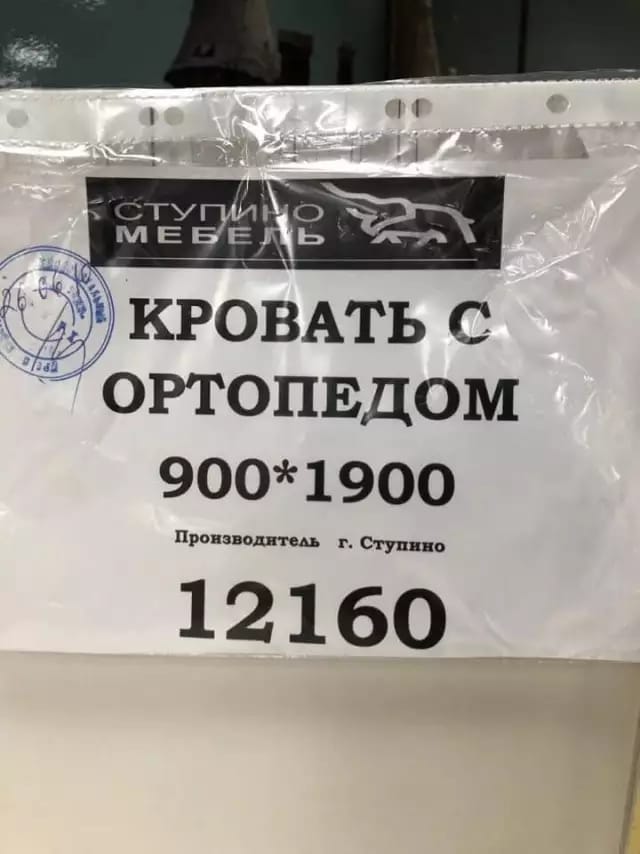 СТУПИНО
МЕБЕЛЬ
КРОВАТЬ С
ОРТОПЕДОМ
900*1900
Производитель г. Ступино
12160